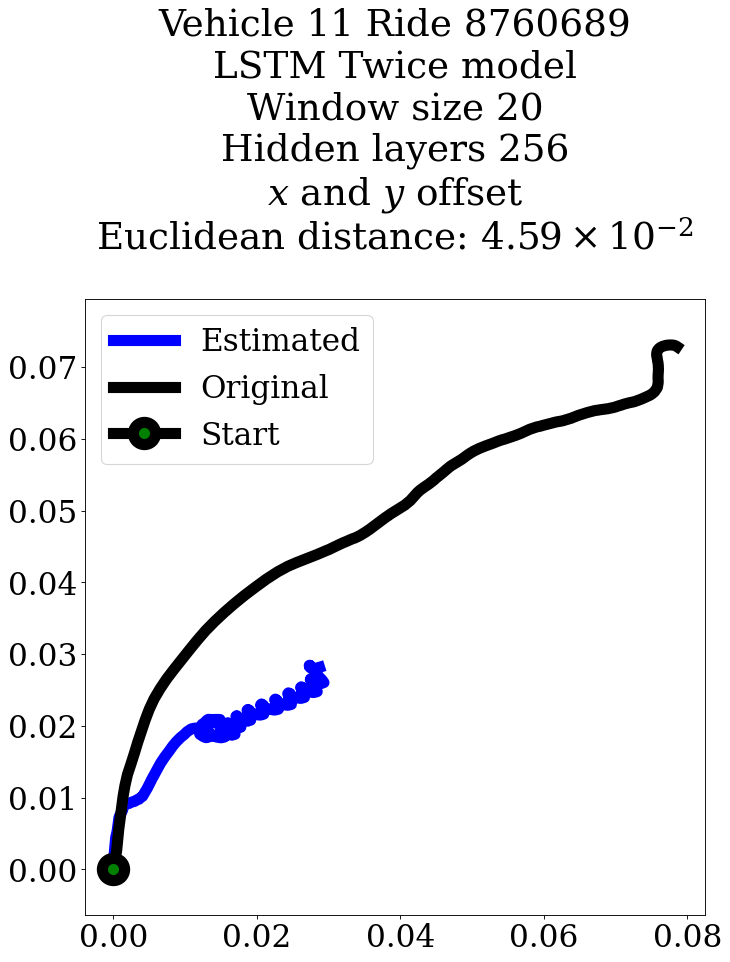 Vehicle 11 Ride 8760689
LSTM Twice model
Window size 20
Hidden layers 256
x and y offset
Euclidean distance: 4.59 × 10⁻²
Estimated
Original
Start
0.07
0.06
0.05
0.04
0.03
0.02
0.01
0.00
0.00 0.02 0.04 0.06 0.08